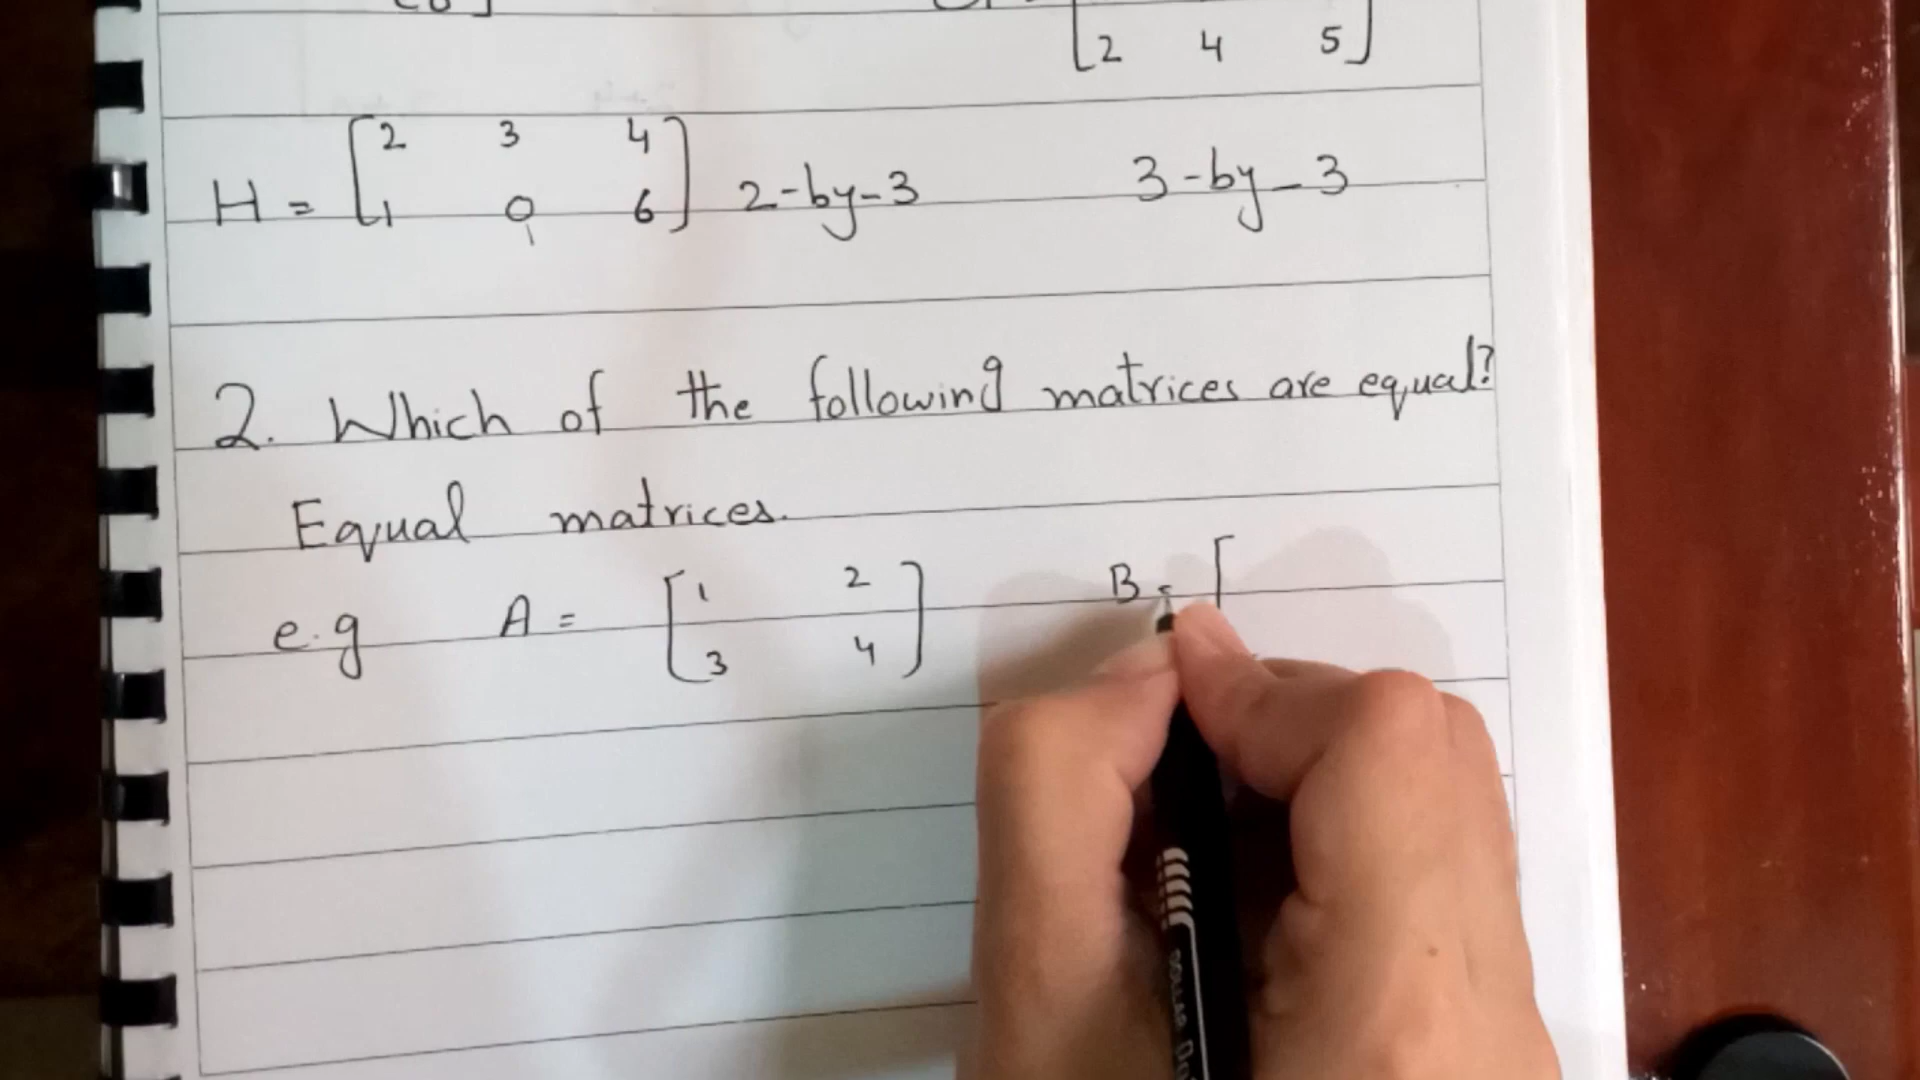 2 4 5
H = [2 3 4
1 0 6] 2-by-3 3-by-3
2. Which of the following matrices are equal?
Equal matrices.
e.g A = [1 2
3 4] B = [
DOLLAR